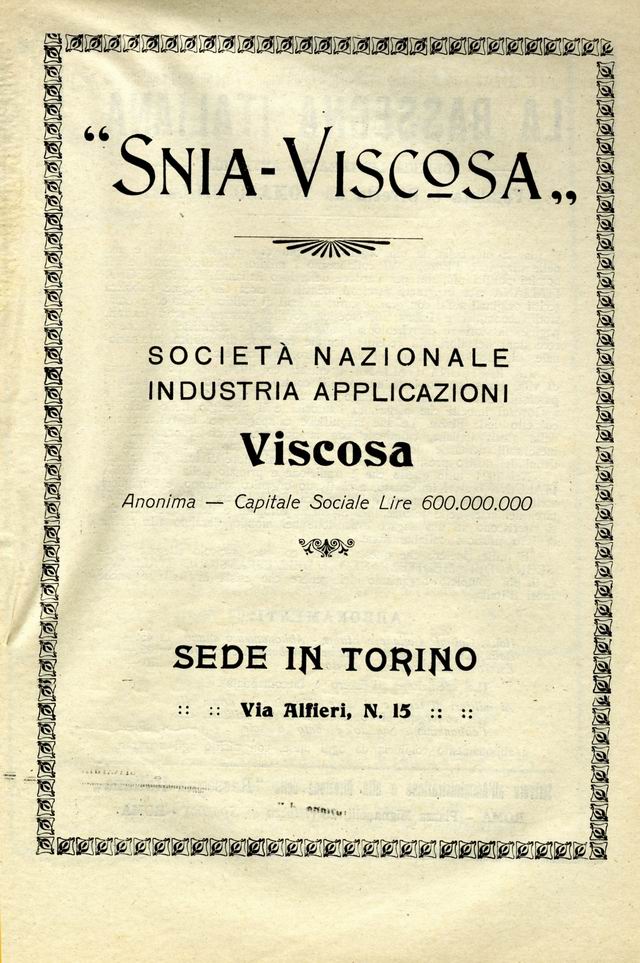 “SNIA-VISCOSA„
SOCIETÀ NAZIONALE
INDUSTRIA APPLICAZIONI
Viscosa
Anonima — Capitale Sociale Lire 600.000.000
SEDE IN TORINO
:: :: Via Alfieri, N. 15 :: ::